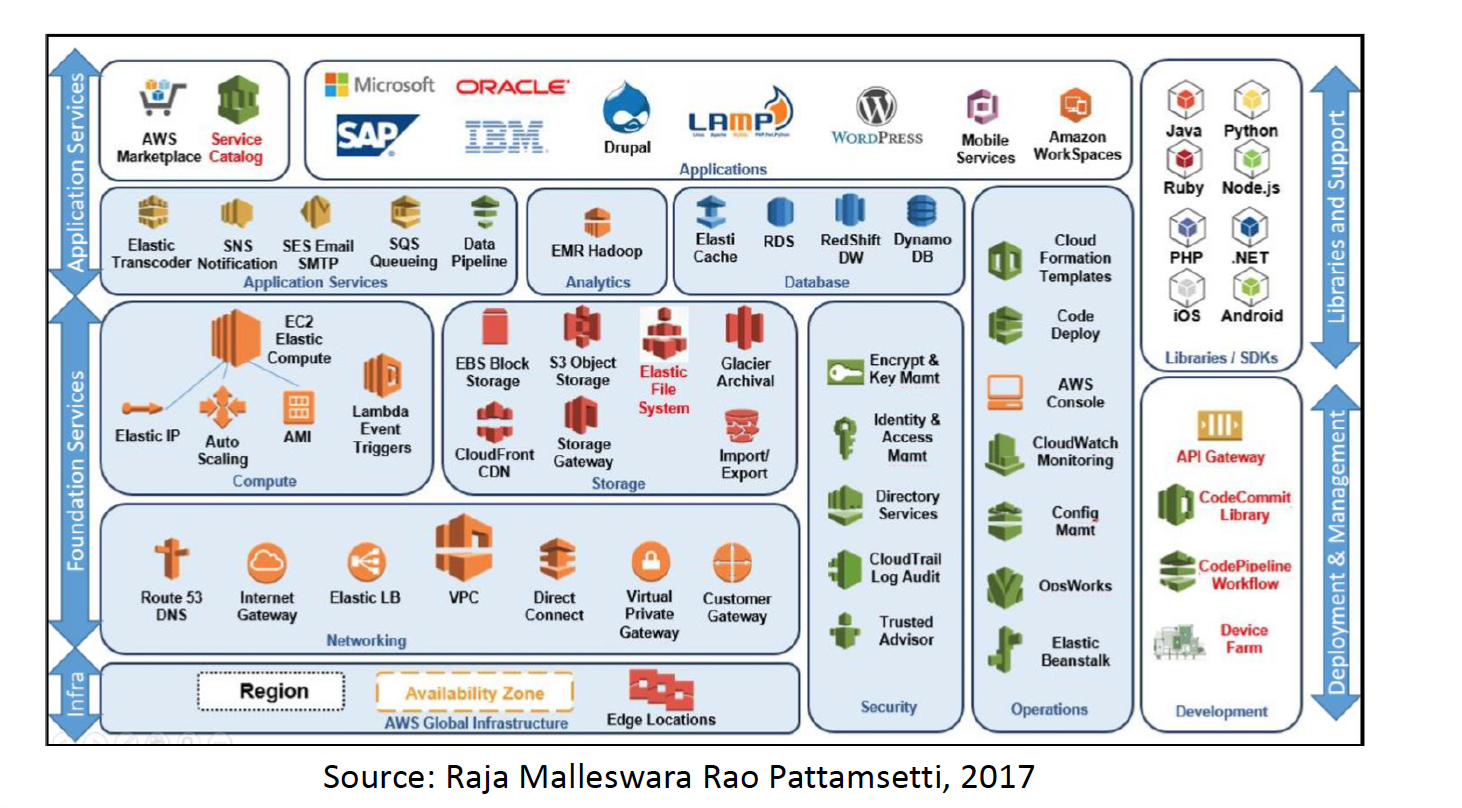 Application Services
Foundation Services
Infra
AWS
Marketplace
Service
Catalog
Microsoft
ORACLE
SAP
IBM
Drupal
LAMP
WORDPRESS
Mobile
Services
Amazon
WorkSpaces
Applications
Elastic
Transcoder
SNS
Notification
SES Email
SMTP
SQS
Queueing
Data
Pipeline
Application Services
EMR Hadoop
Analytics
Elasti
Cache
RDS
RedShift
DW
Dynamo
DB
Database
EC2
Elastic
Compute
Elastic IP
Auto
Scaling
AMI
Lambda
Event
Triggers
Compute
EBS Block
Storage
S3 Object
Storage
Elastic
File
System
Glacier
Archival
CloudFront
CDN
Storage
Gateway
Import/
Export
Storage
Route 53
DNS
Internet
Gateway
Elastic LB
VPC
Direct
Connect
Virtual
Private
Gateway
Customer
Gateway
Networking
Region
Availability Zone
Edge Locations
AWS Global Infrastructure
Encrypt &
Key Mamt
Identity &
Access
Mamt
Directory
Services
CloudTrail
Log Audit
Trusted
Advisor
Security
Cloud
Formation
Templates
Code
Deploy
AWS
Console
CloudWatch
Monitoring
Config
Mamt
OpsWorks
Elastic
Beanstalk
Operations
Java
Python
Ruby
Node.js
PHP
.NET
iOS
Android
Libraries / SDKs
API Gateway
CodeCommit
Library
CodePipeline
Workflow
Device
Farm
Development
Libraries and Support
Deployment & Management
Source: Raja Malleswara Rao Pattamsetti, 2017